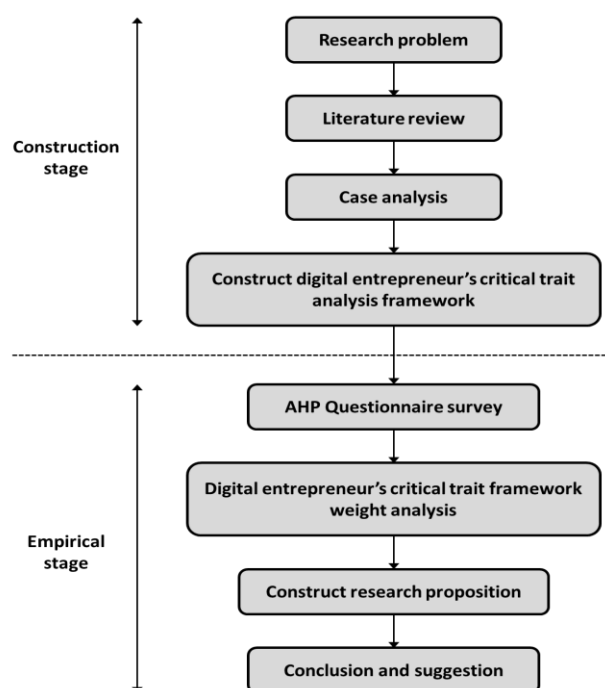 Research problem
Literature review
Construction
stage
Case analysis
Construct digital entrepreneur's critical trait
analysis framework
AHP Questionnaire survey
Digital entrepreneur's critical trait framework
weight analysis
Empirical
stage
Construct research proposition
Conclusion and suggestion